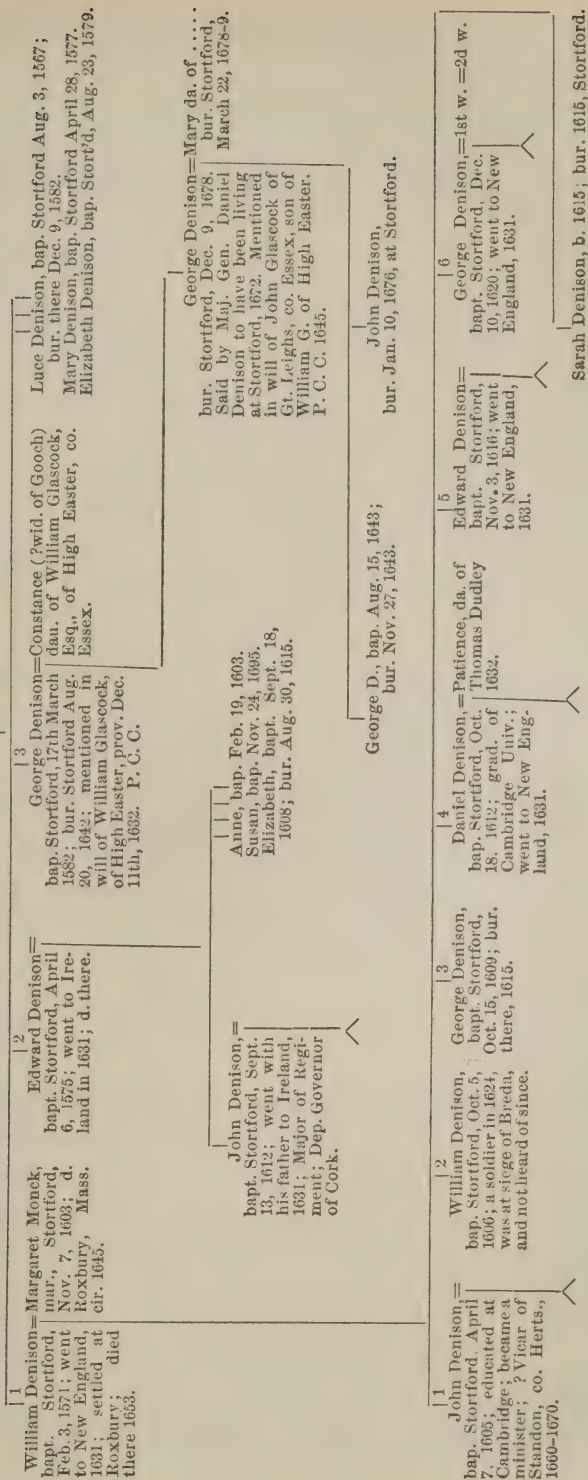 1
William Denison=Margaret Monck,
bapt. Stortford, mar., Stortford,
Feb. 3, 1571; went Nov. 7, 1603; d.
to New England, Roxbury, Mass.
1631; settled at cir. 1645.
Roxbury; died
there 1653.
2
Edward Denison=
bapt. Stortford, April
6, 1575; went to Ire-
land in 1631; d. there.
3
George Denison=Constance (?wid. of Gooch)
bap. Stortford, 17th March dau. of William Glascock,
1582; bur. Stortford Aug. Esq., of High Easter, co.
20, 1642; mentioned in Essex.
will of William Glascock,
of High Easter, prov. Dec.
11th, 1632. P. C. C.
Luce Denison, bap. Stortford Aug. 3, 1567;
bur. there Dec. 9, 1582.
Mary Denison, bap. Stortford April 28, 1577.
Elizabeth Denison, bap. Stort'd, Aug. 23, 1579.
John Denison,=
bapt. Stortford, Sept.
13, 1612; went with
his father to Ireland,
1631; Major of Regi-
ment; Dep. Governor
of Cork.
Anne, bap. Feb. 19, 1603.
Susan, bap. Nov. 24, 1695.
Elizabeth, bapt. Sept. 18,
1608; bur. Aug. 30, 1615.
George Denison=Mary da. of .....
bur. Stortford, Dec. 9, 1678. bur. Stortford,
Said by Maj. Gen. Daniel March 22, 1678-9.
Denison to have been living
at Stortford, 1672. Mentioned
in will of John Glascock of
Gt. Leighs, co. Essex, son of
William G. of High Easter.
P. C. C. 1645.
George D., bap. Aug. 15, 1643;
bur. Nov. 27, 1643.
John Denison,
bur. Jan. 10, 1676, at Stortford.
1
John Denison,=
bap. Stortford, April
7, 1605; educated at
Cambridge; became a
minister; ? Vicar of
Standon, co. Herts.,
1660-1670.
2
William Denison,
bap. Stortford, Oct. 5,
1606; a soldier in 1624,
was at siege of Breda,
and not heard of since.
3
George Denison,
bapt. Stortford,
Oct. 15, 1609; bur.
there, 1615.
4
Daniel Denison,=Patience, da. of
bap. Stortford, Oct. Thomas Dudley
18, 1612; grad. of 1632.
Cambridge Univ.;
went to New Eng-
land, 1631.
5
Edward Denison=
bapt. Stortford,
Nov. 3, 1616; went
to New England,
1631.
6
George Denison,=1st w. =2d w.
bapt. Stortford, Dec.
10, 1620; went to New
England, 1631.
Sarah Denison, b. 1615; bur. 1615, Stortford.